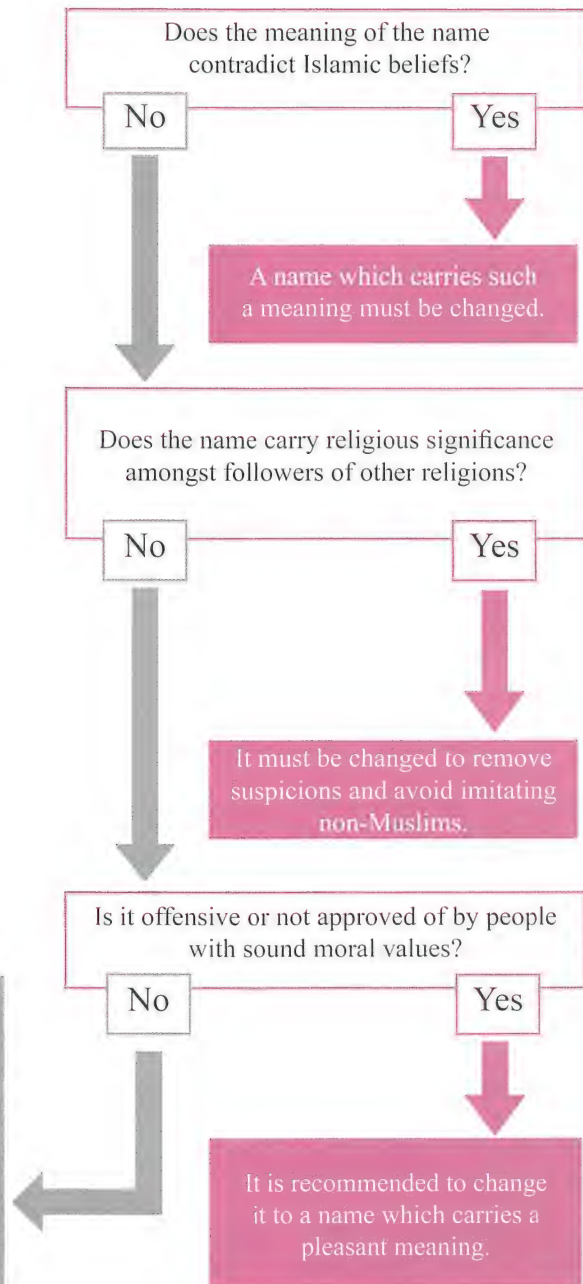 Does the meaning of the name
contradict Islamic beliefs?
No
Yes
A name which carries such
a meaning must be changed.
Does the name carry religious significance
amongst followers of other religions?
No
Yes
It must be changed to remove
suspicions and avoid imitating
non-Muslims.
Is it offensive or not approved of by people
with sound moral values?
No
Yes
It is recommended to change
it to a name which carries a
pleasant meaning.